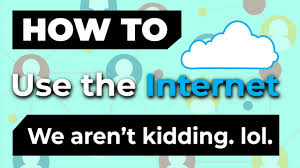 HOW TO
Use the Internet
We aren't kidding. lol.